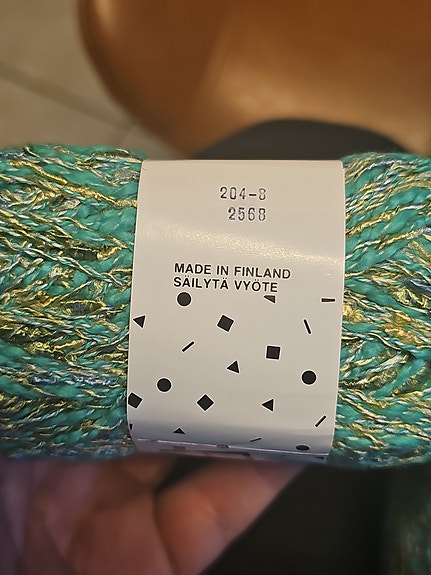 204-8
2568
MADE IN FINLAND
SÄILYTÄ VYÖTE